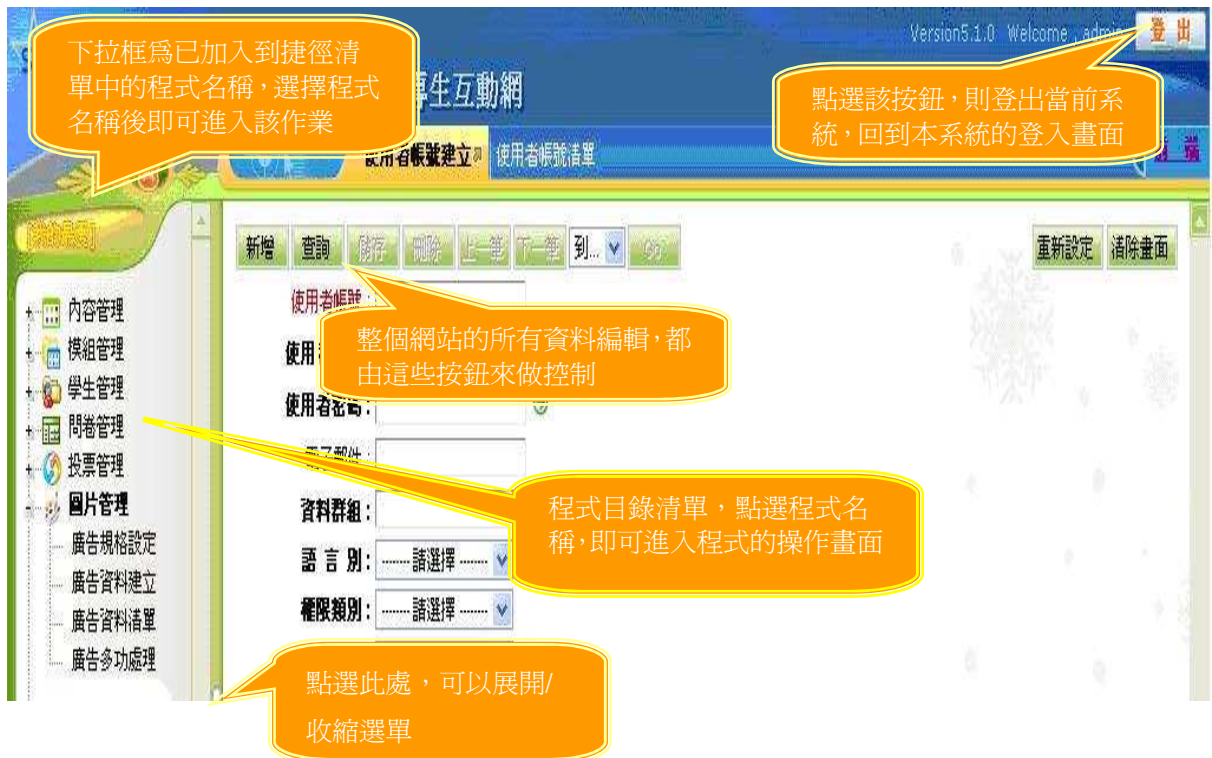 Version5.1.0 Welcome , admin
登 出
下拉框爲已加入到捷徑清
單中的程式名稱，選擇程式
名稱後即可進入該作業
點選該按鈕，則登出當前系
統，回到本系統的登入畫面
生互動網
使用者帳號建立
使用者帳號清單
端
[我的最愛]
新增
查詢
儲存
刪除
上一筆
下一筆
到...
Go
重新設定
清除畫面
使用者帳號：
整個網站的所有資料編輯，都
由這些按鈕來做控制
使用
使用者密碼：
電子郵件：
資料群組：
語 言 別：
------- 請選擇 -------
權限類別：
------- 請選擇 -------
內容管理
模組管理
學生管理
問卷管理
投票管理
圖片管理
廣告規格設定
廣告資料建立
廣告資料清單
廣告多功處理
程式目錄清單，點選程式名
稱，即可進入程式的操作畫面
點選此處，可以展開/
收縮選單